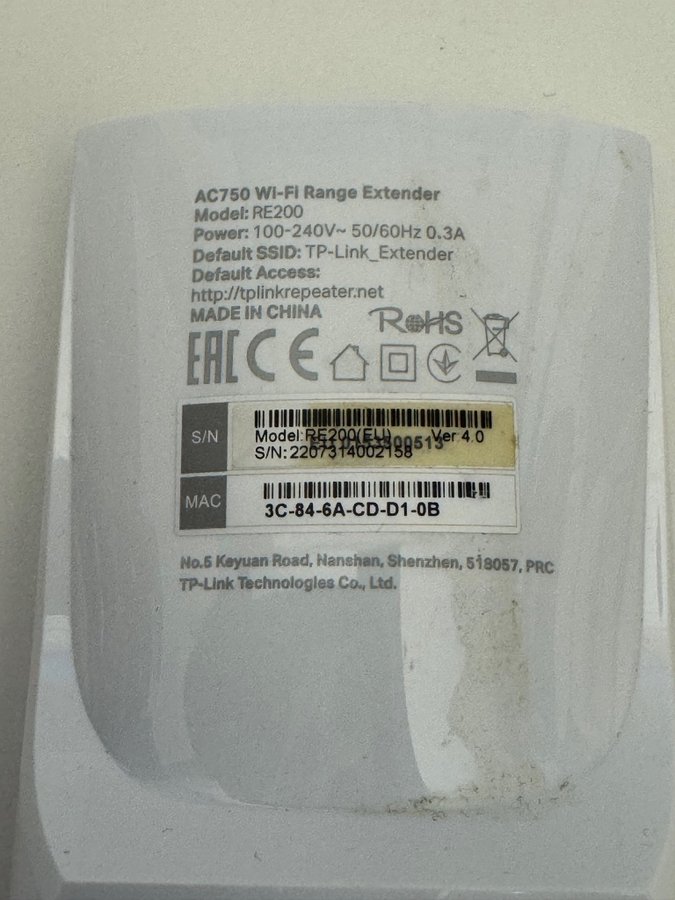 AC750 Wi-Fi Range Extender
Model: RE200
Power: 100-240V~ 50/60Hz 0.3A
Default SSID: TP-Link_Extender
Default Access:
http://tplinkrepeater.net
MADE IN CHINA
RoHS
EAC CE
S/N
Model:RE200(EU) Ver 4.0
S/N:2207314002158
MAC
3C-84-6A-CD-D1-0B
No.5 Keyuan Road, Nanshan, Shenzhen, 518057, PRC
TP-Link Technologies Co., Ltd.